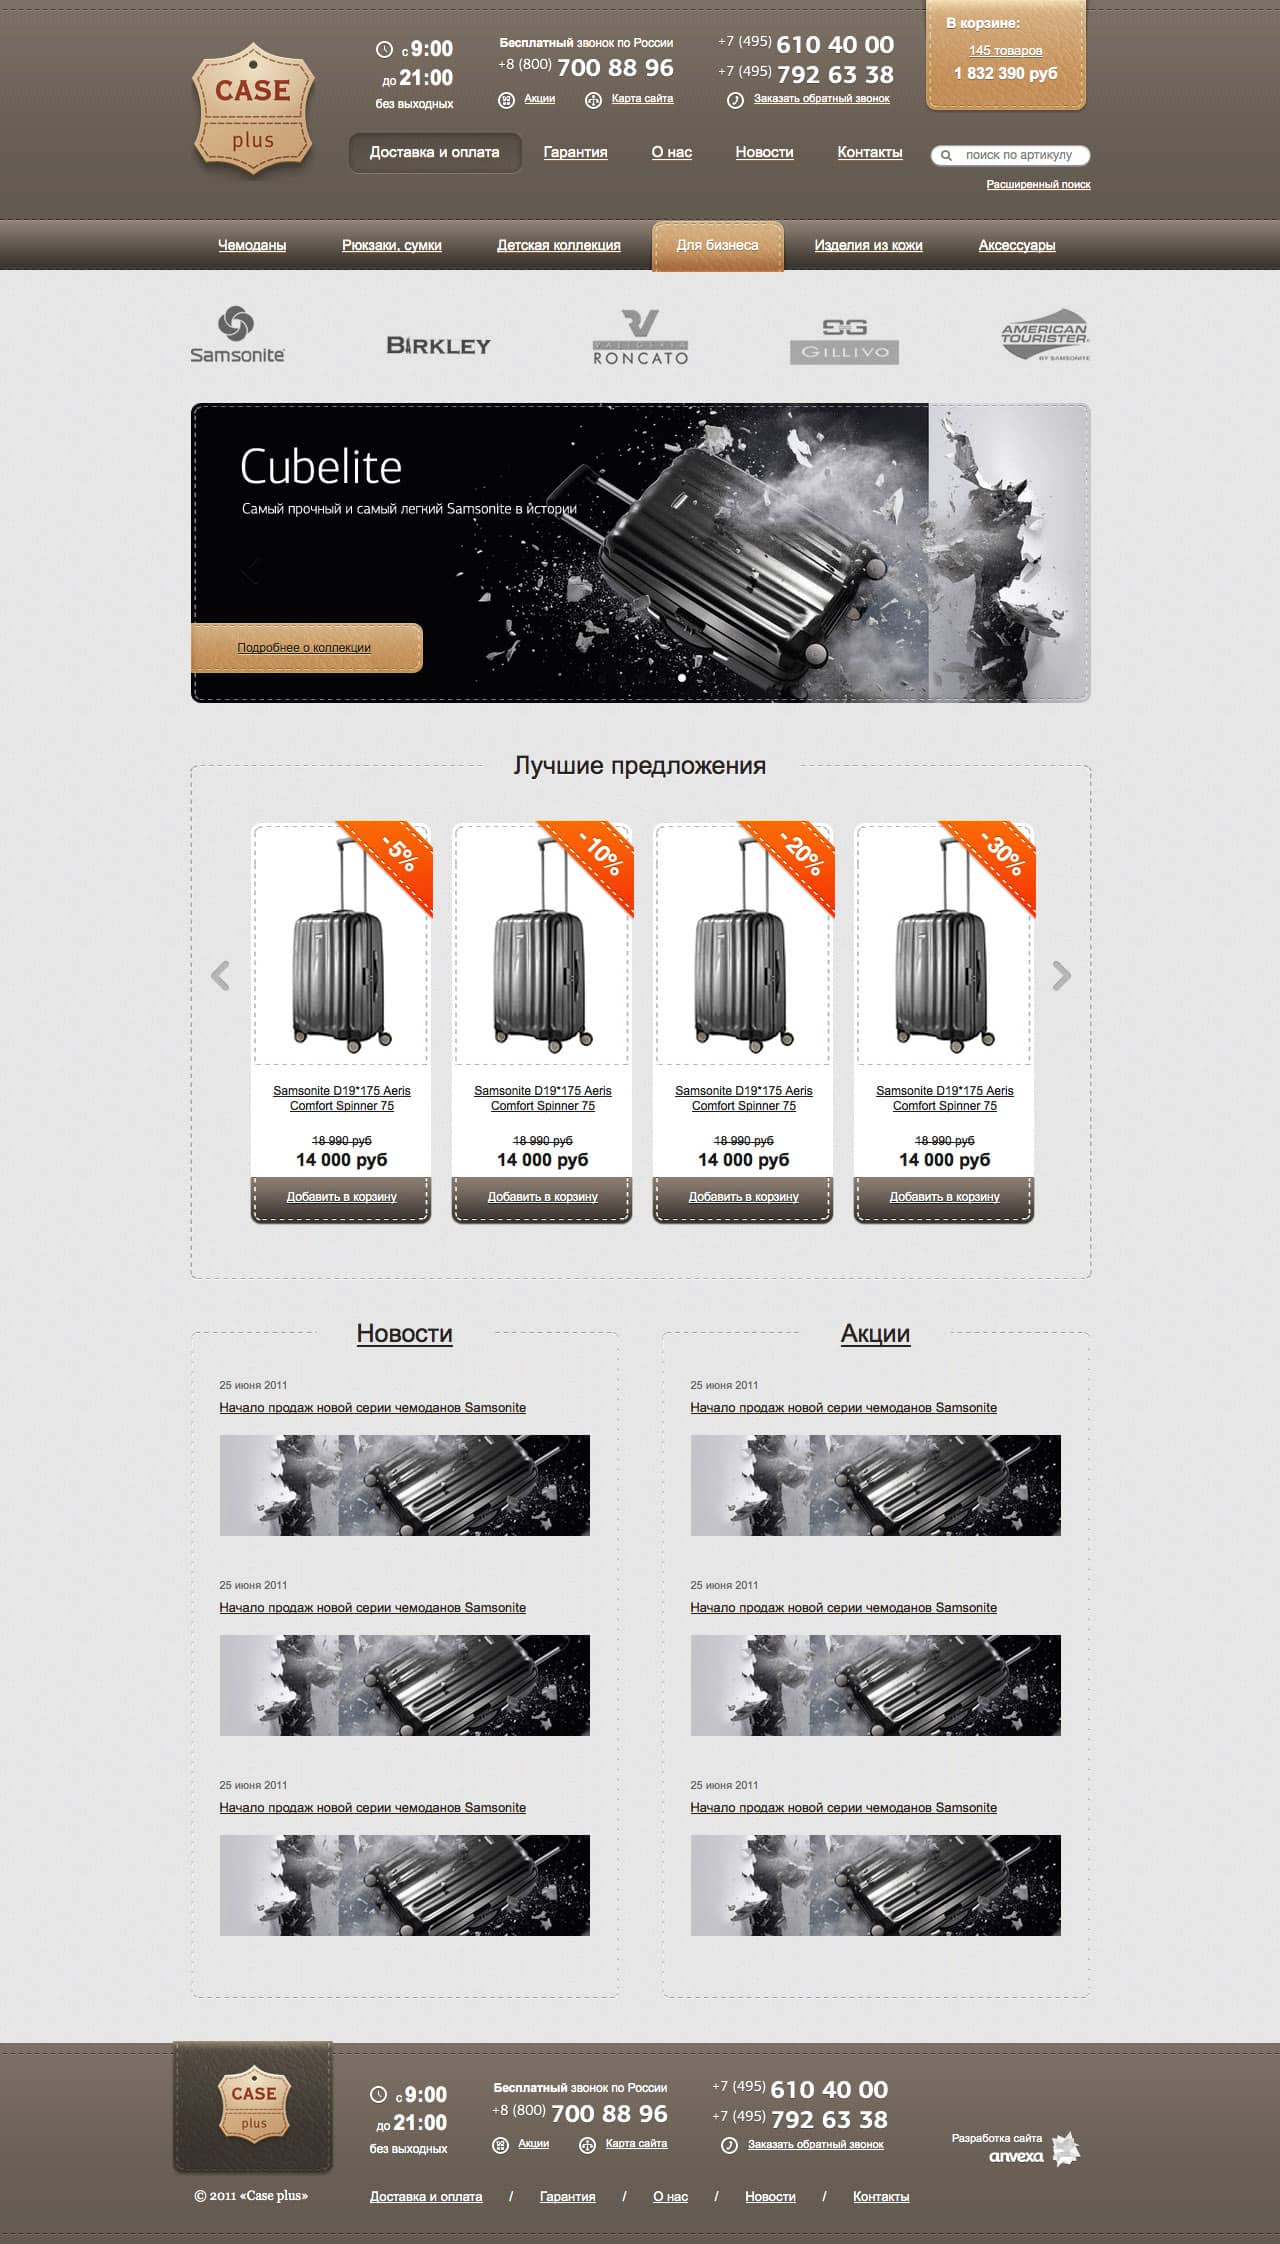 с 9:00
до 21:00
без выходных
Бесплатный звонок по России
+8 (800) 700 88 96
Акции
Карта сайта
+7 (495) 610 40 00
+7 (495) 792 63 38
Заказать обратный звонок
В корзине:
145 товаров
1 832 390 руб
CASE
plus
Доставка и оплата
Гарантия
О нас
Новости
Контакты
поиск по артикулу
Расширенный поиск
Чемоданы
Рюкзаки, сумки
Детская коллекция
Для бизнеса
Изделия из кожи
Аксессуары
Samsonite
BIRKLEY
VALIGERIA
RONCATO
GILLIVO
AMERICAN
TOURISTER
BY SAMSONITE
Cubelite
Самый прочный и самый легкий Samsonite в истории
Подробнее о коллекции
Лучшие предложения
-5%
-10%
-20%
-30%
Samsonite D19*175 Aeris
Comfort Spinner 75
18 990 руб
14 000 руб
Добавить в корзину
Samsonite D19*175 Aeris
Comfort Spinner 75
18 990 руб
14 000 руб
Добавить в корзину
Samsonite D19*175 Aeris
Comfort Spinner 75
18 990 руб
14 000 руб
Добавить в корзину
Samsonite D19*175 Aeris
Comfort Spinner 75
18 990 руб
14 000 руб
Добавить в корзину
Новости
25 июня 2011
Начало продаж новой серии чемоданов Samsonite
25 июня 2011
Начало продаж новой серии чемоданов Samsonite
25 июня 2011
Начало продаж новой серии чемоданов Samsonite
Акции
25 июня 2011
Начало продаж новой серии чемоданов Samsonite
25 июня 2011
Начало продаж новой серии чемоданов Samsonite
25 июня 2011
Начало продаж новой серии чемоданов Samsonite
CASE
plus
с 9:00
до 21:00
без выходных
Бесплатный звонок по России
+8 (800) 700 88 96
Акции
Карта сайта
+7 (495) 610 40 00
+7 (495) 792 63 38
Заказать обратный звонок
Разработка сайта
anvexa
© 2011 «Case plus»
Доставка и оплата / Гарантия / О нас / Новости / Контакты